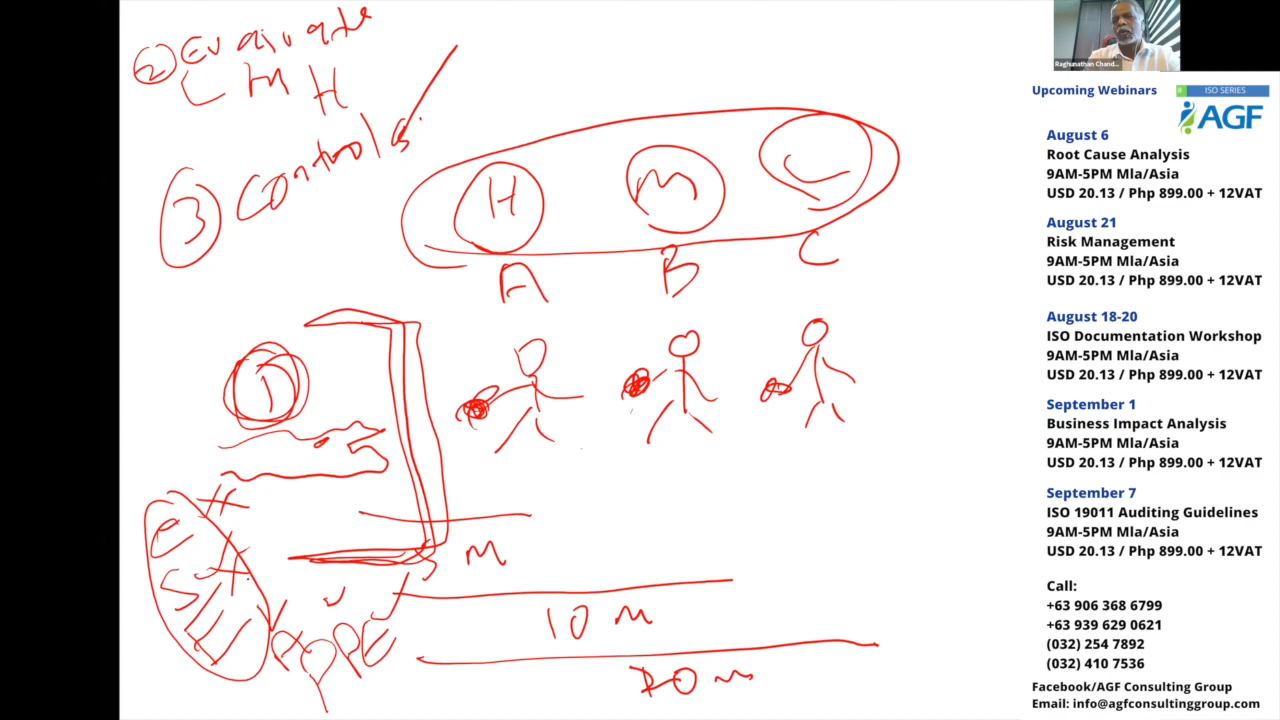 ② Evaluate
H
③ Controls
H
M
L
A
B
C
1
5
M
10 M
20 m
E
S
E
A
PPE
Raghunathan Chand...
Upcoming Webinars
ISO SERIES
AGF
August 6
Root Cause Analysis
9AM-5PM Mla/Asia
USD 20.13 / Php 899.00 + 12VAT
August 21
Risk Management
9AM-5PM Mla/Asia
USD 20.13 / Php 899.00 + 12VAT
August 18-20
ISO Documentation Workshop
9AM-5PM Mla/Asia
USD 20.13 / Php 899.00 + 12VAT
September 1
Business Impact Analysis
9AM-5PM Mla/Asia
USD 20.13 / Php 899.00 + 12VAT
September 7
ISO 19011 Auditing Guidelines
9AM-5PM Mla/Asia
USD 20.13 / Php 899.00 + 12VAT
Call:
+63 906 368 6799
+63 939 629 0621
(032) 254 7892
(032) 410 7536
Facebook/AGF Consulting Group
Email: info@agfconsultinggroup.com